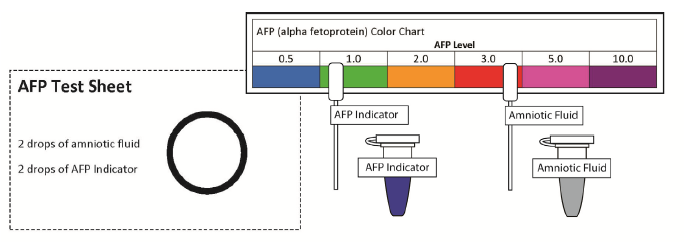 AFP (alpha fetoprotein) Color Chart
AFP Level
0.5 1.0 2.0 3.0 5.0 10.0
AFP Test Sheet
2 drops of amniotic fluid
2 drops of AFP Indicator
AFP Indicator
Amniotic Fluid
AFP Indicator
Amniotic Fluid